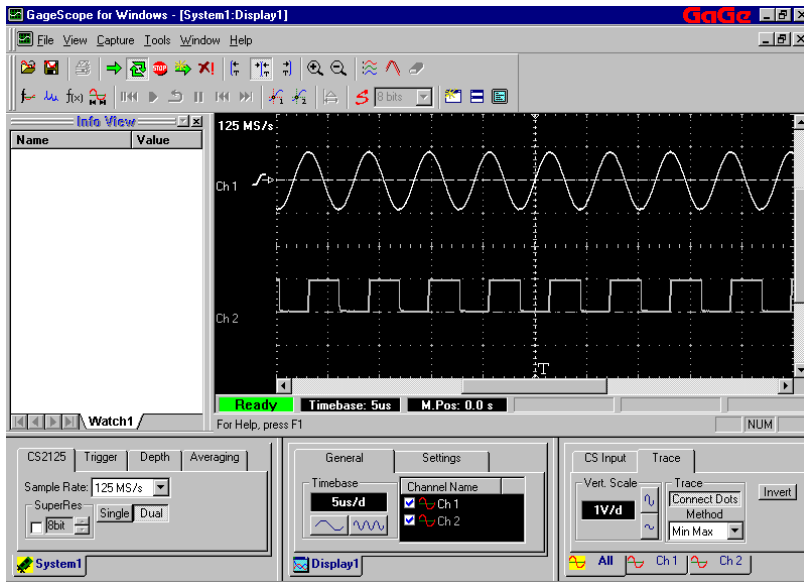 GageScope for Windows - [System1:Display1]
GaGe
File View Capture Tools Window Help
f(x)
STOP
1 2
8 bits
Info View
Name Value
125 MS/s
Ch 1
Ch 2
T
Ready Timebase: 5us M.Pos: 0.0 s
Watch1
For Help, press F1
NUM
CS2125 Trigger Depth Averaging
Sample Rate: 125 MS/s
SuperRes
8bit
Single Dual
System1
General Settings
Timebase
5us/d
Channel Name
Ch 1
Ch 2
Display1
CS Input Trace
Vert. Scale
1V/d
Trace
Connect Dots
Method
Min Max
Invert
All Ch 1 Ch 2